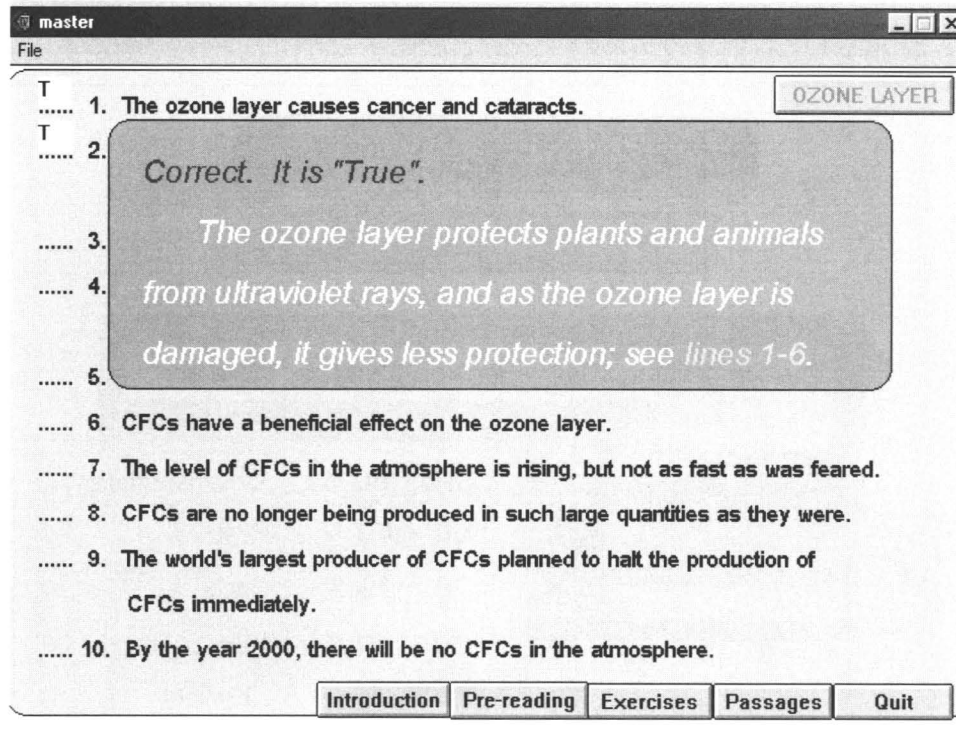 master
File
OZONE LAYER
T
...... 1. The ozone layer causes cancer and cataracts.
T
...... 2.
Correct. It is "True".
The ozone layer protects plants and animals
from ultraviolet rays, and as the ozone layer is
damaged, it gives less protection; see lines 1-6.
...... 3.
...... 4.
...... 5.
...... 6. CFCs have a beneficial effect on the ozone layer.
...... 7. The level of CFCs in the atmosphere is rising, but not as fast as was feared.
...... 8. CFCs are no longer being produced in such large quantities as they were.
...... 9. The world's largest producer of CFCs planned to halt the production of
CFCs immediately.
...... 10. By the year 2000, there will be no CFCs in the atmosphere.
Introduction Pre-reading Exercises Passages Quit